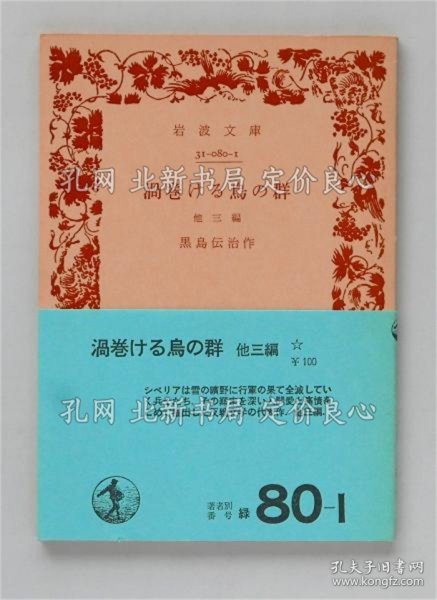 岩波文庫
31-080-1
孔网 北新书局 定价良心
渦巻ける烏の群
他三編
黒島伝治作
渦巻ける烏の群 他三編 ☆
¥100
シベリアは雪の曠野に行軍の果て全滅してい
孔网 北新书局 定价良心
著者別
番号 緑 80-1
孔夫子旧书网
www.kongfz.com